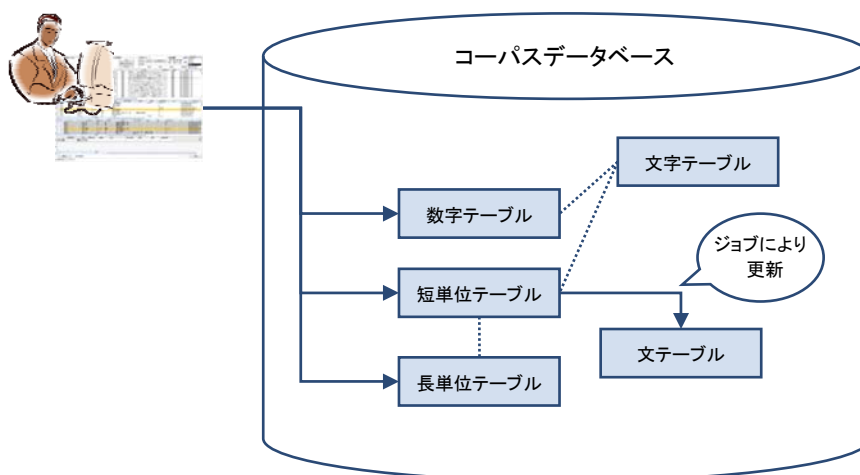 コーパスデータベース
文字テーブル
数字テーブル
ジョブにより
更新
短単位テーブル
文テーブル
長単位テーブル